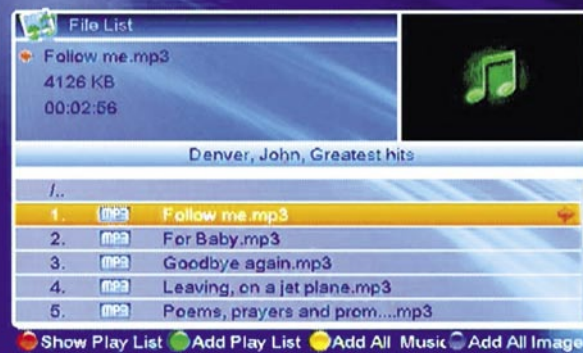 File List
Follow me.mp3
4126 KB
00:02:56
Denver, John, Greatest hits
/..
1. MP3 Follow me.mp3
2. MP3 For Baby.mp3
3. MP3 Goodbye again.mp3
4. MP3 Leaving, on a jet plane.mp3
5. MP3 Poems, prayers and prom....mp3
Show Play List Add Play List Add All Music Add All Image